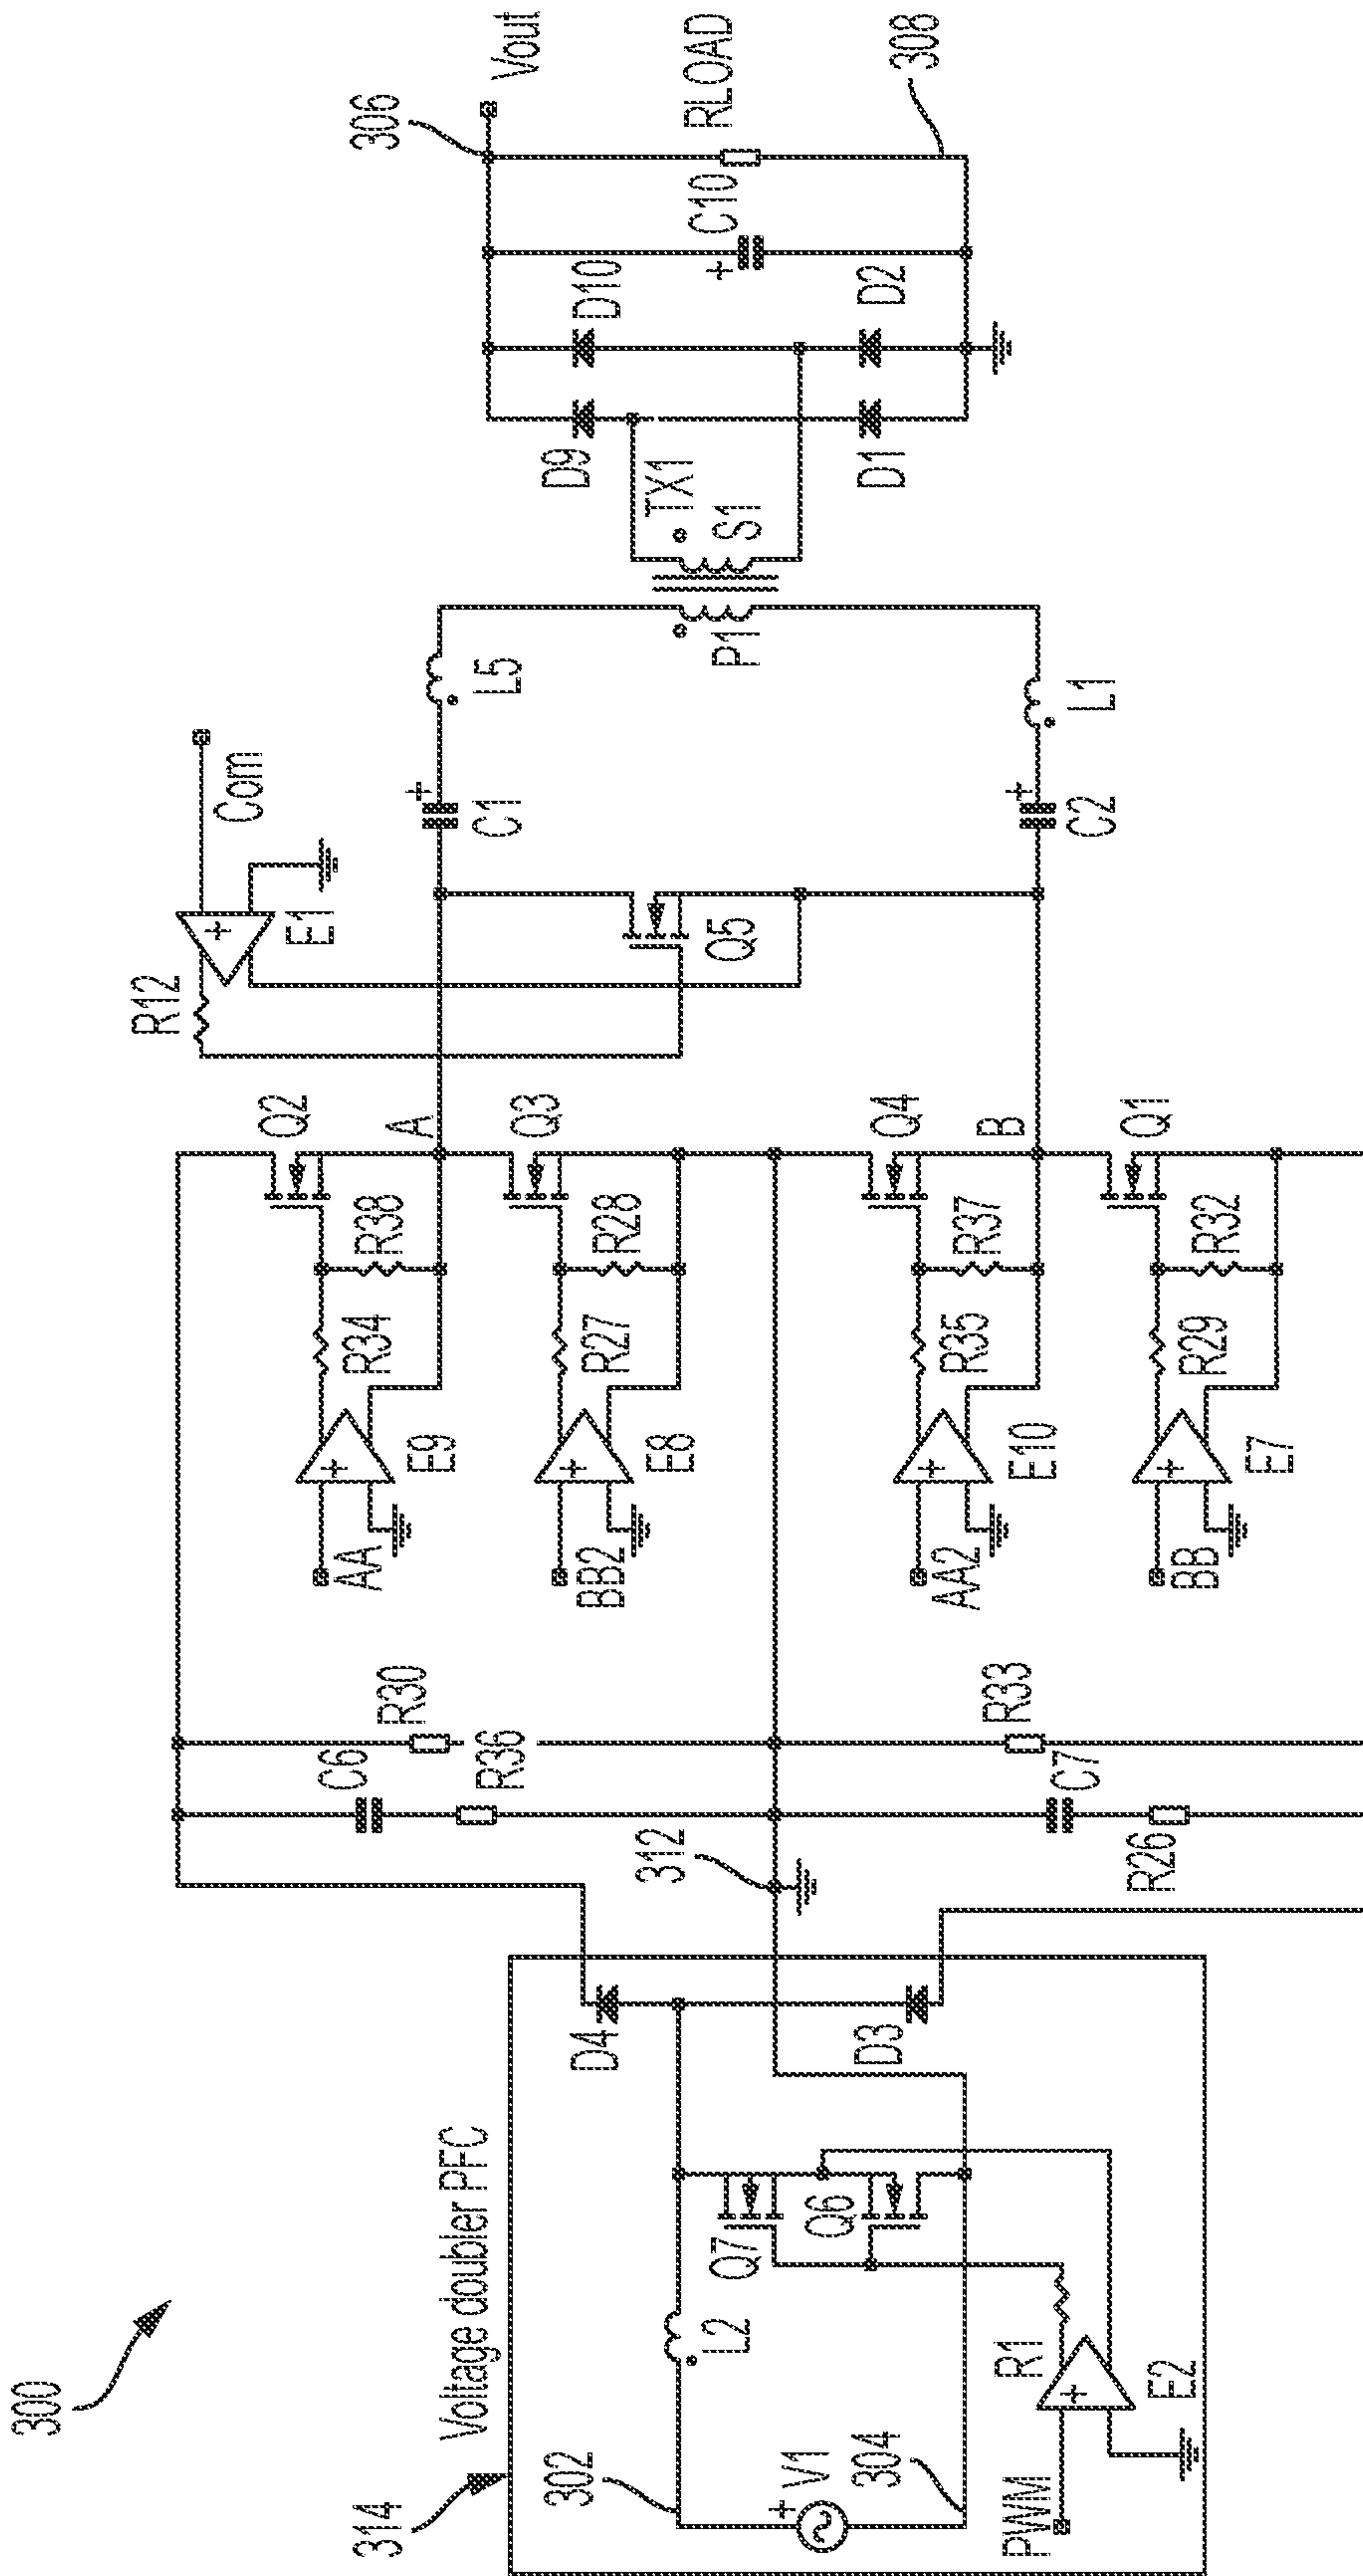 300
314
Voltage doubler PFC
302
V1
+
304
PWM
L2
Q7
Q6
R1
+
E2
D4
D3
312
C6
R36
R30
C7
R26
R33
AA
+
E9
R34
R38
Q2
A
BB2
+
E8
R27
R28
Q3
AA2
+
E10
R35
R37
Q4
B
BB
+
E7
R29
R32
Q1
R12
+
E1
Com
Q5
C1
+
L5
C2
+
L1
P1
S1
TX1
D9
D10
D1
D2
+
C10
RLOAD
306
Vout
308